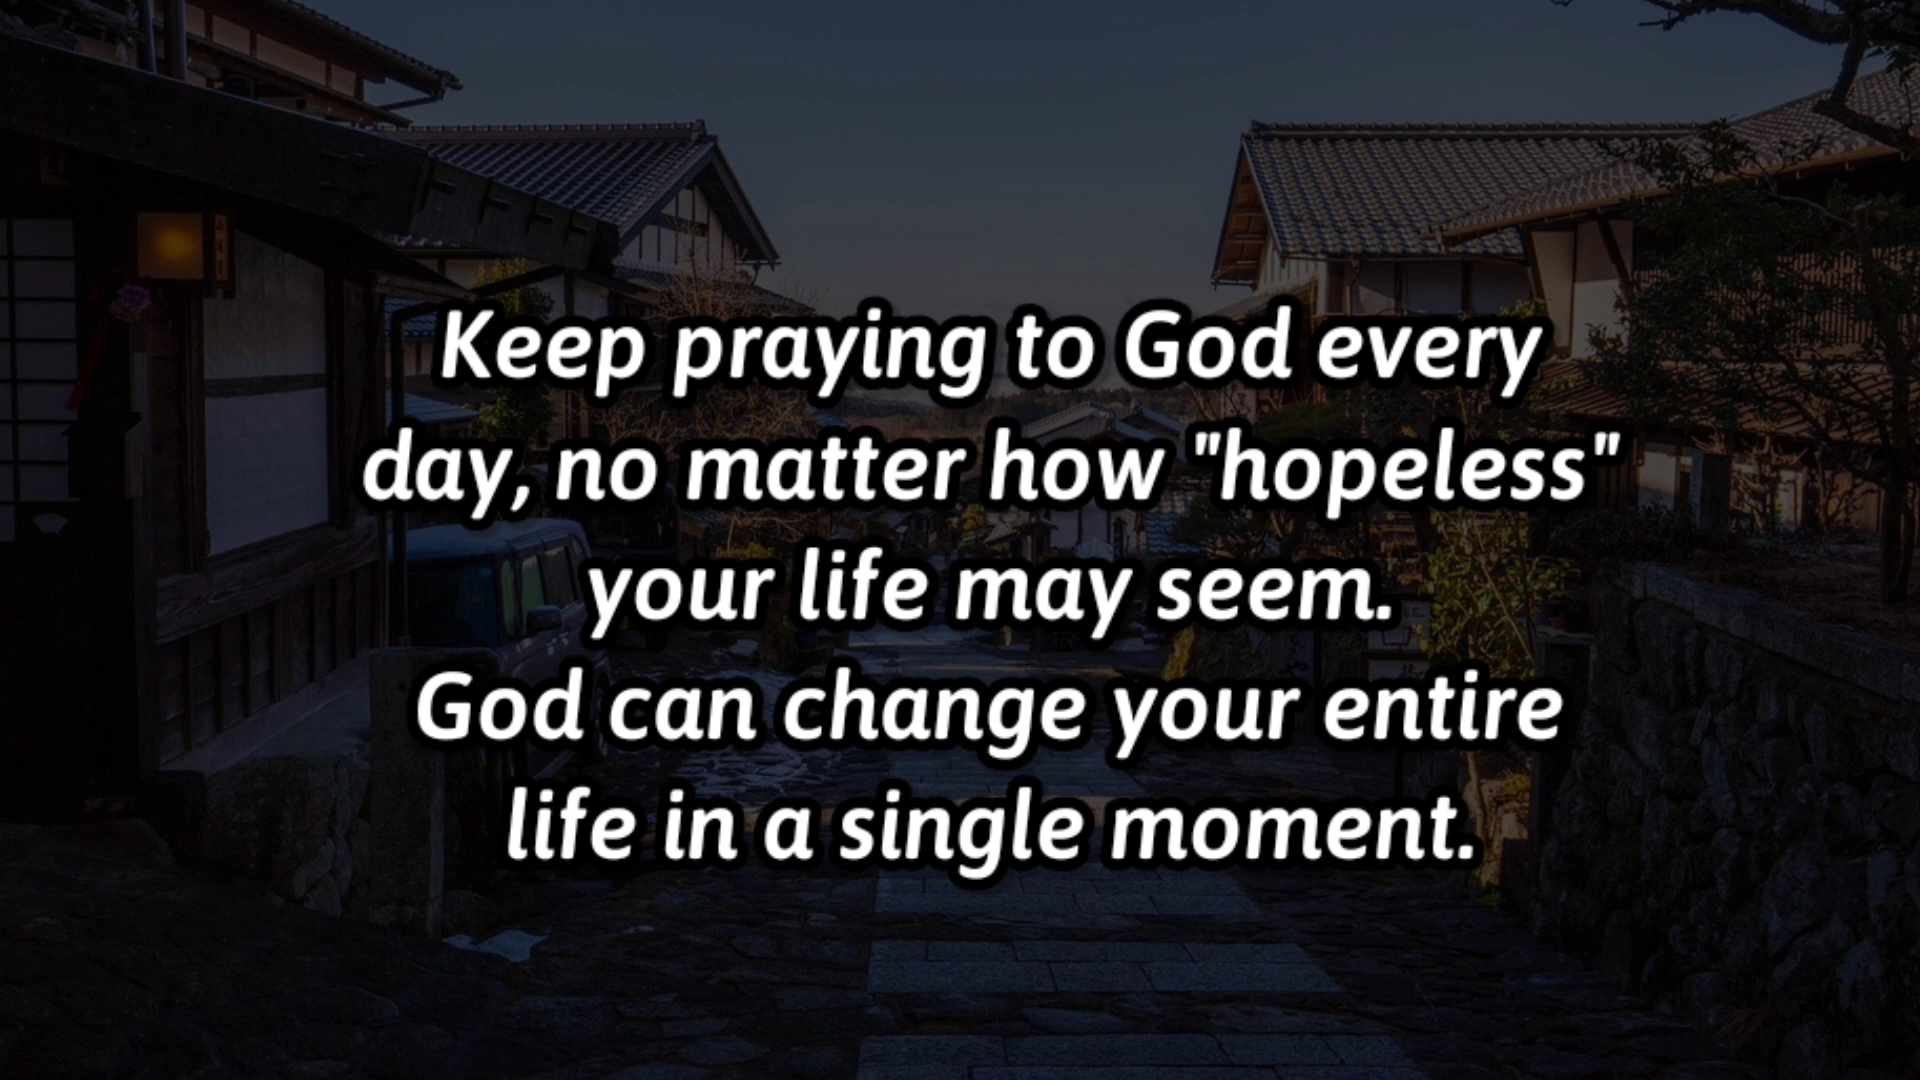 Keep praying to God every
day, no matter how "hopeless"
your life may seem.
God can change your entire
life in a single moment.